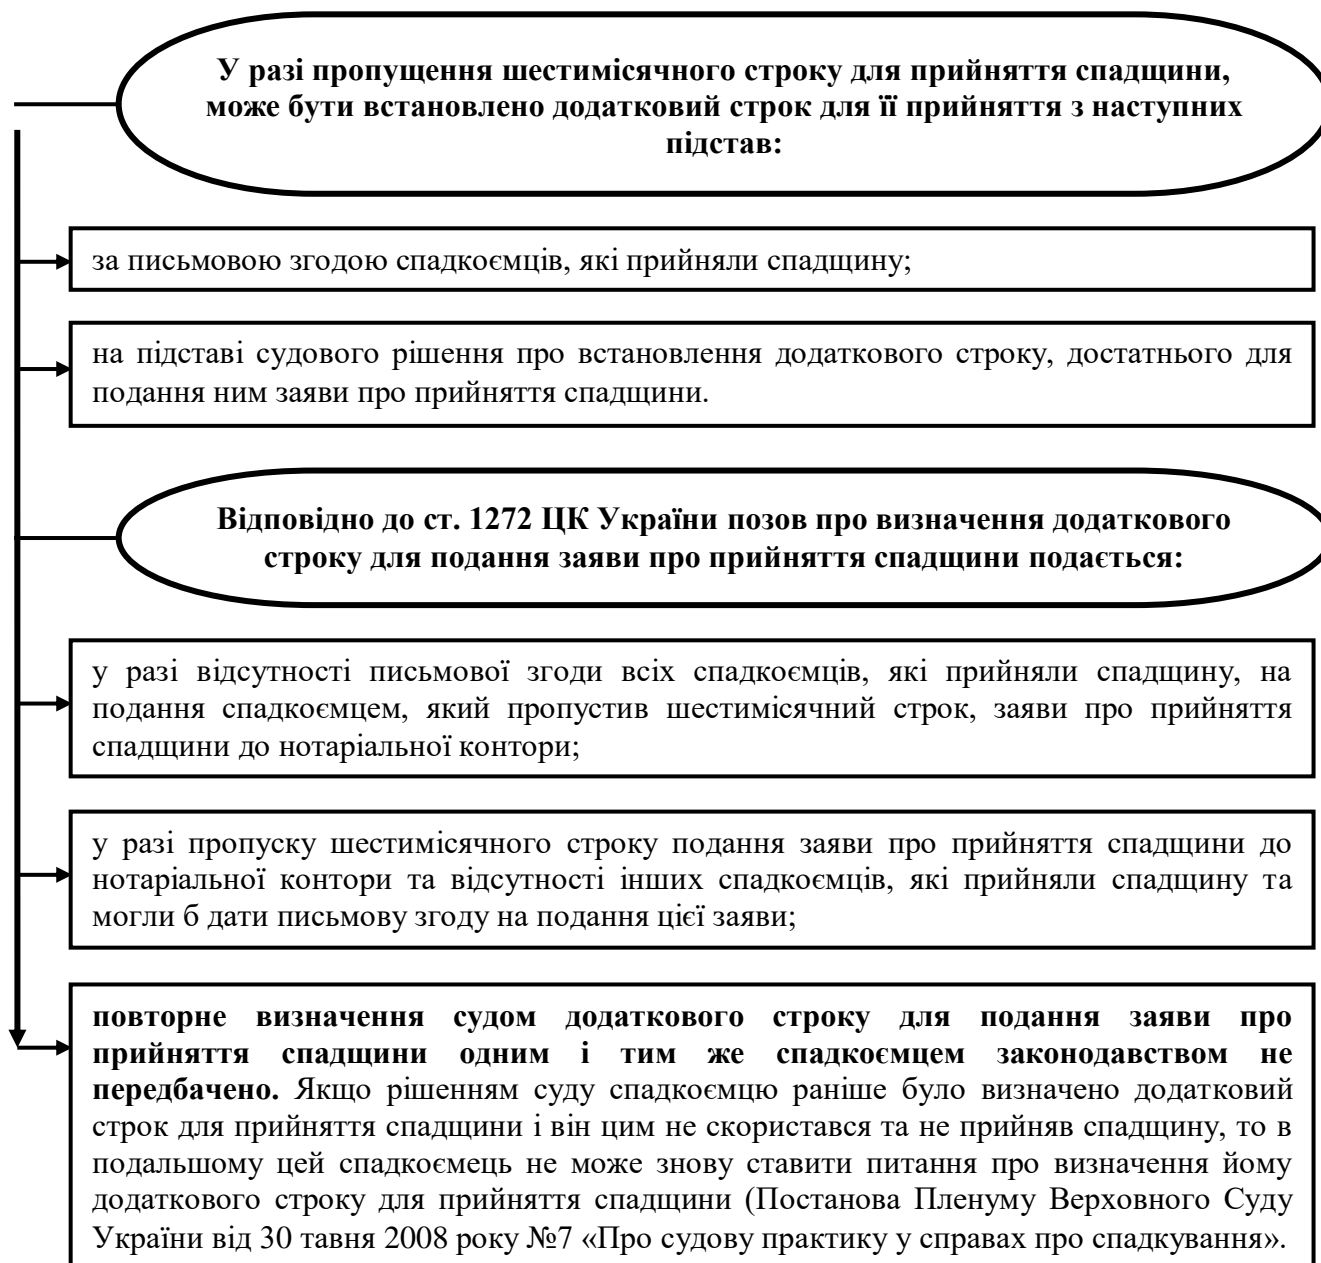 У разі пропущення шестимісячного строку для прийняття спадщини,
може бути встановлено додатковий строк для її прийняття з наступних
підстав:
за письмовою згодою спадкоємців, які прийняли спадщину;
на підставі судового рішення про встановлення додаткового строку, достатнього для
подання ним заяви про прийняття спадщини.
Відповідно до ст. 1272 ЦК України позов про визначення додаткового
строку для подання заяви про прийняття спадщини подається:
у разі відсутності письмової згоди всіх спадкоємців, які прийняли спадщину, на
подання спадкоємцем, який пропустив шестимісячний строк, заяви про прийняття
спадщини до нотаріальної контори;
у разі пропуску шестимісячного строку подання заяви про прийняття спадщини до
нотаріальної контори та відсутності інших спадкоємців, які прийняли спадщину та
могли б дати письмову згоду на подання цієї заяви;
повторне визначення судом додаткового строку для подання заяви про
прийняття спадщини одним і тим же спадкоємцем законодавством не
передбачено. Якщо рішенням суду спадкоємцю раніше було визначено додатковий
строк для прийняття спадщини і він цим не скористався та не прийняв спадщину, то в
подальшому цей спадкоємець не може знову ставити питання про визначення йому
додаткового строку для прийняття спадщини (Постанова Пленуму Верховного Суду
України від 30 тавня 2008 року №7 «Про судову практику у справах про спадкування».